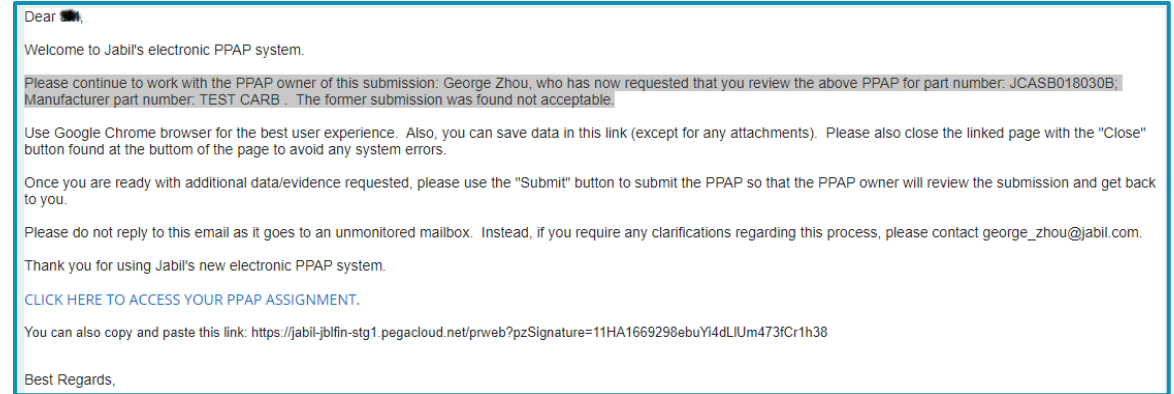 Dear ,
Welcome to Jabil's electronic PPAP system.
Please continue to work with the PPAP owner of this submission: George Zhou, who has now requested that you review the above PPAP for part number: JCASB018030B;
Manufacturer part number: TEST CARB . The former submission was found not acceptable.
Use Google Chrome browser for the best user experience. Also, you can save data in this link (except for any attachments). Please also close the linked page with the "Close"
button found at the buttom of the page to avoid any system errors.
Once you are ready with additional data/evidence requested, please use the "Submit" button to submit the PPAP so that the PPAP owner will review the submission and get back
to you.
Please do not reply to this email as it goes to an unmonitored mailbox. Instead, if you require any clarifications regarding this process, please contact george_zhou@jabil.com.
Thank you for using Jabil's new electronic PPAP system.
CLICK HERE TO ACCESS YOUR PPAP ASSIGNMENT.
You can also copy and paste this link: https://jabil-jblfin-stg1.pegacloud.net/prweb?pzSignature=11HA1669298ebuYi4dLlUm473fCr1h38
Best Regards,